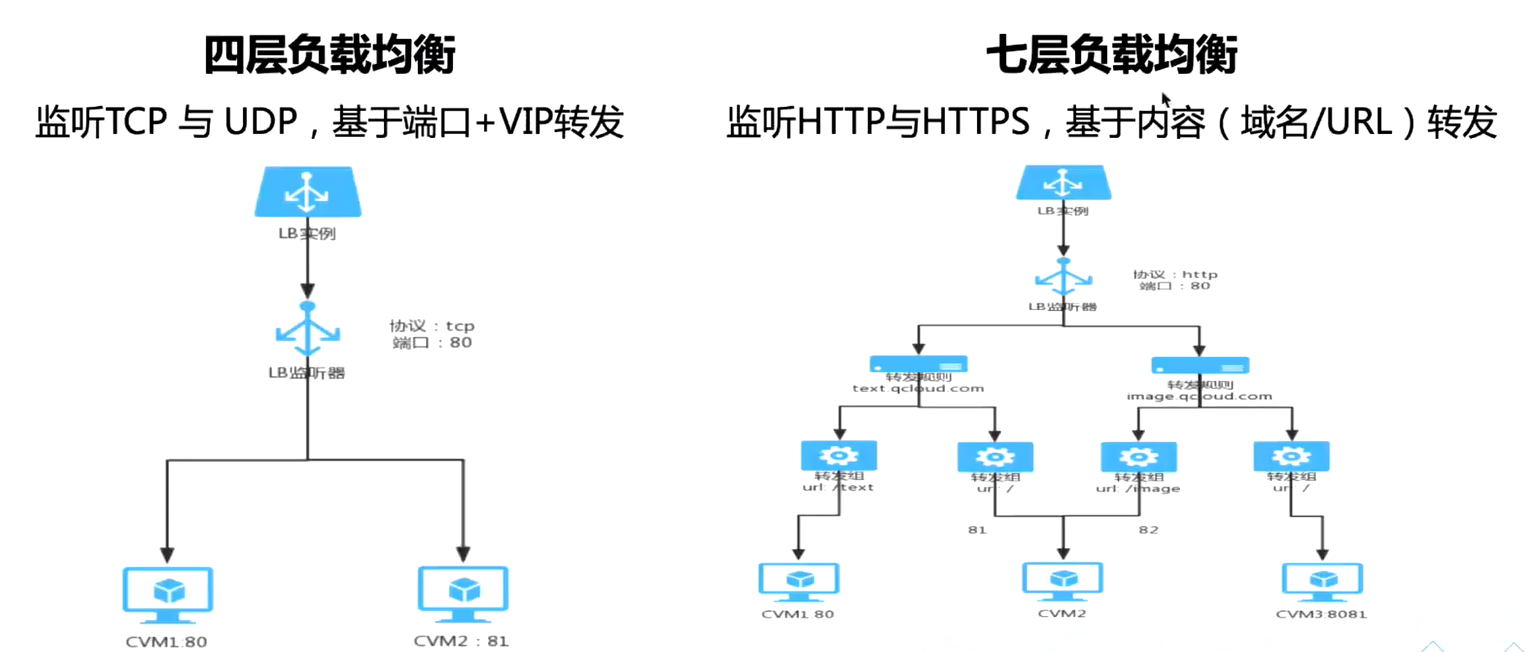 四层负载均衡
监听TCP 与 UDP，基于端口+VIP转发
LB实例
协议：tcp
端口：80
LB监听器
CVM1:80
CVM2：81
七层负载均衡
监听HTTP与HTTPS，基于内容（域名/URL）转发
LB实例
协议：http
端口：80
LB监听器
转发规则
text.qcloud.com
转发规则
image.qcloud.com
转发组
url: /text
转发组
url: /
转发组
url: /image
转发组
url: /
81
82
CVM1 80
CVM2
CVM3:8081